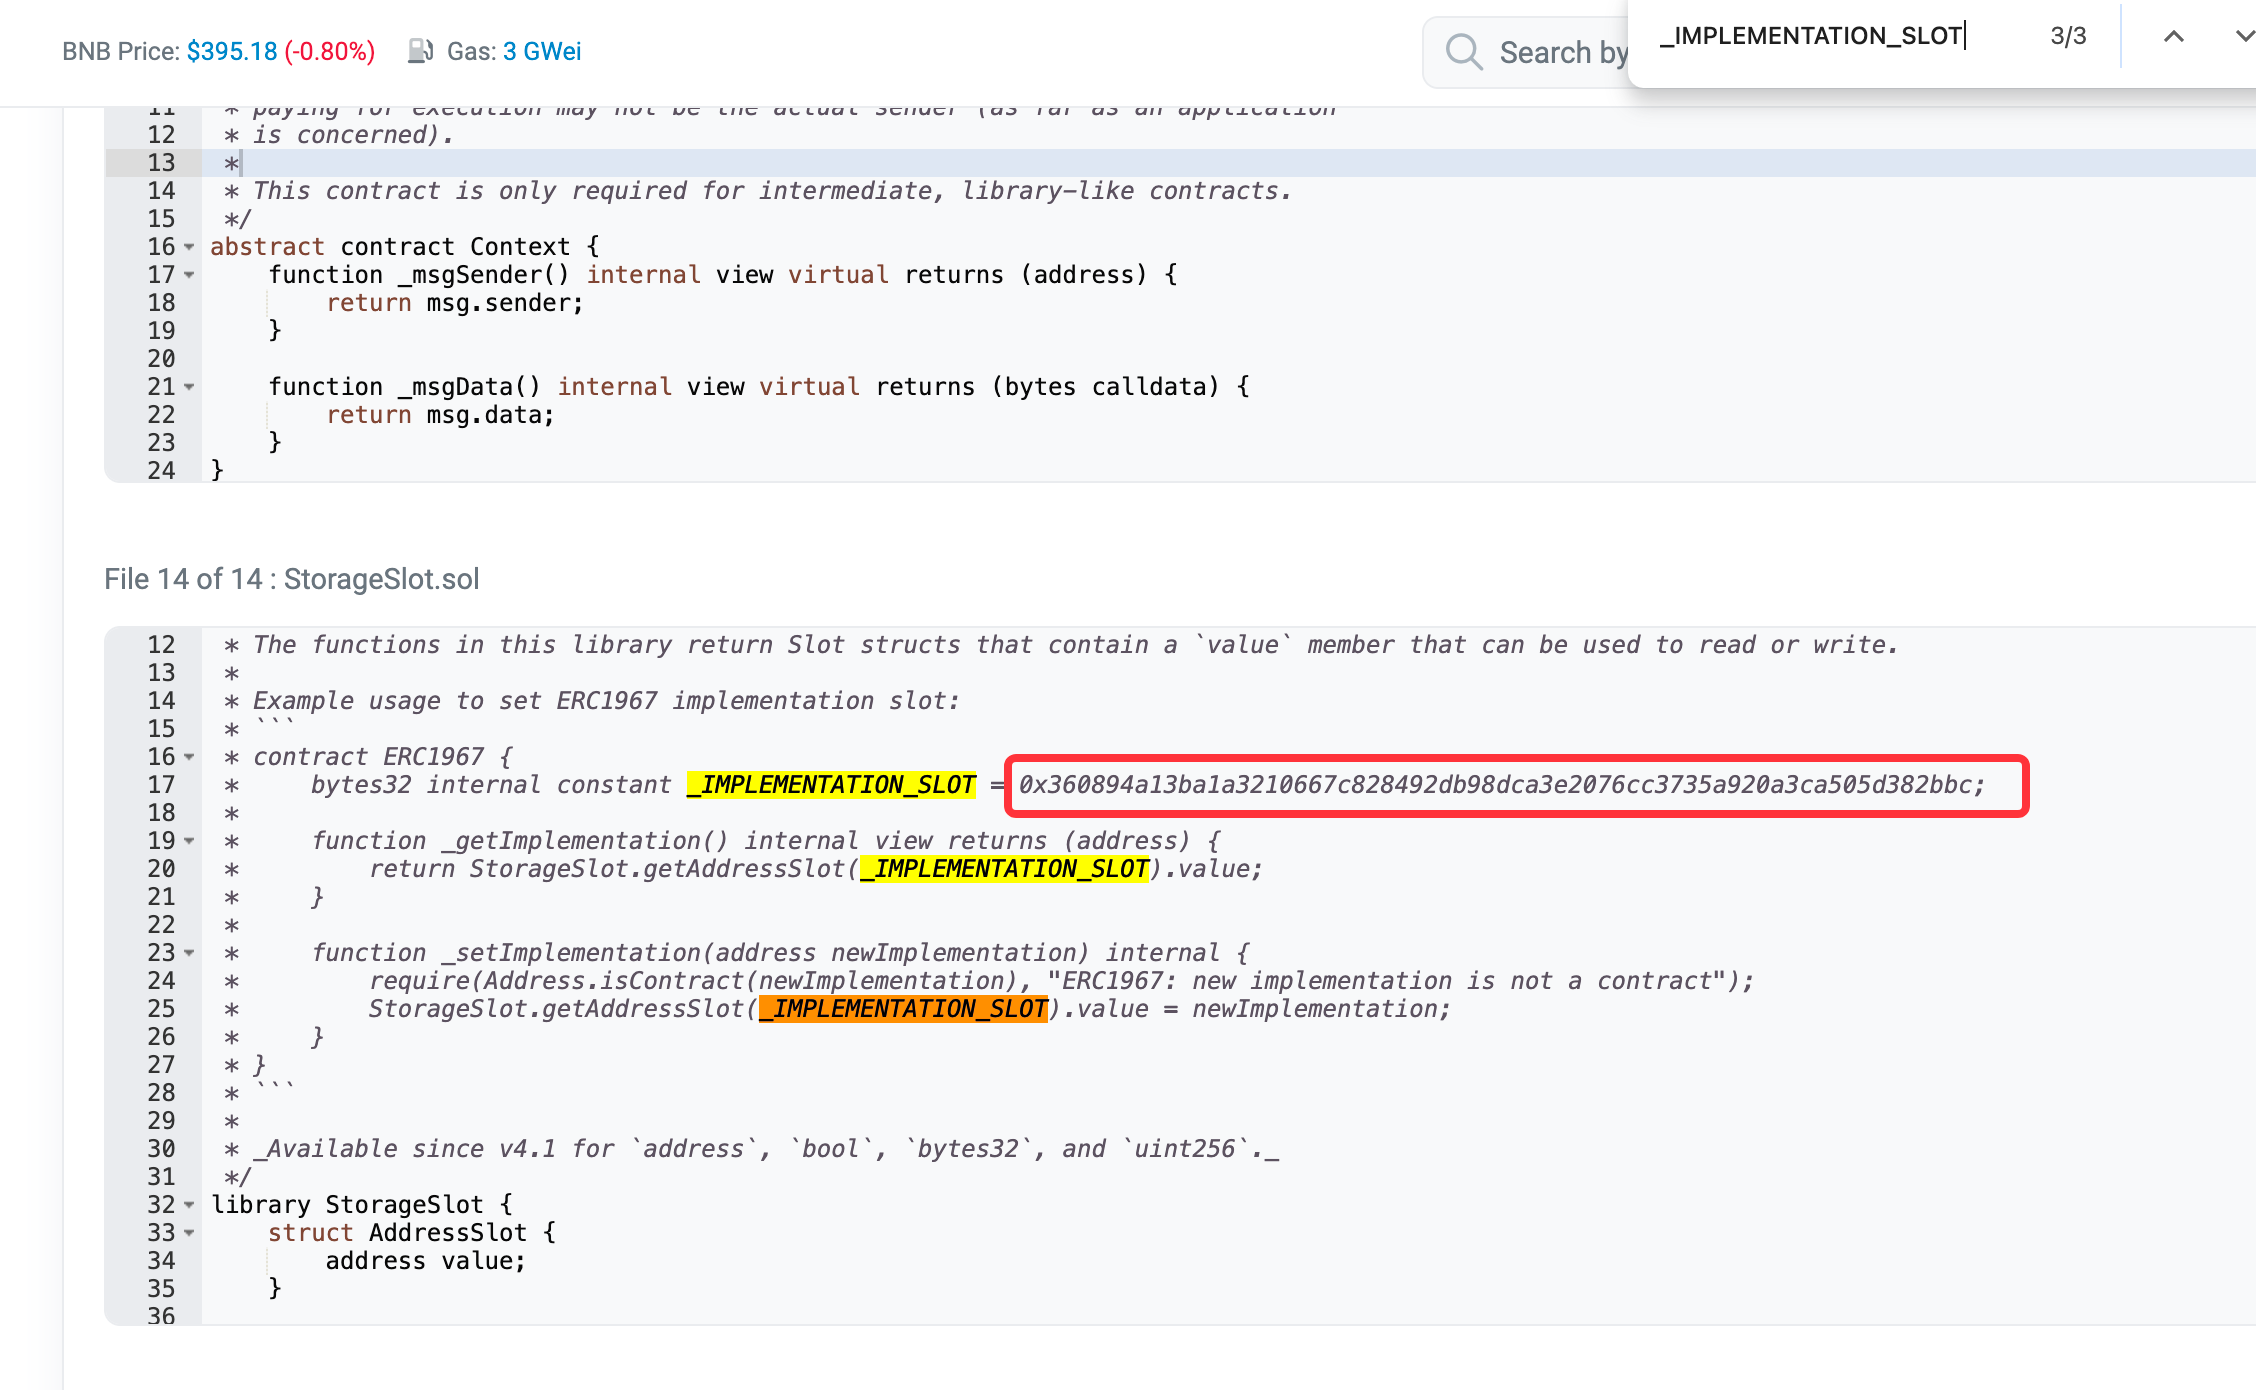 BNB Price: $395.18 (-0.80%) Gas: 3 GWei
Search by
_IMPLEMENTATION_SLOT 3/3
11 * paying for execution may not be the actual sender (as far as an application
12 * is concerned).
13 *
14 * This contract is only required for intermediate, library-like contracts.
15 */
16 abstract contract Context {
17 function _msgSender() internal view virtual returns (address) {
18 return msg.sender;
19 }
20
21 function _msgData() internal view virtual returns (bytes calldata) {
22 return msg.data;
23 }
24 }
File 14 of 14 : StorageSlot.sol
12 * The functions in this library return Slot structs that contain a `value` member that can be used to read or write.
13 *
14 * Example usage to set ERC1967 implementation slot:
15 * ```
16 * contract ERC1967 {
17 * bytes32 internal constant _IMPLEMENTATION_SLOT = 0x360894a13ba1a3210667c828492db98dca3e2076cc3735a920a3ca505d382bbc;
18 *
19 * function _getImplementation() internal view returns (address) {
20 * return StorageSlot.getAddressSlot(_IMPLEMENTATION_SLOT).value;
21 * }
22 *
23 * function _setImplementation(address newImplementation) internal {
24 * require(Address.isContract(newImplementation), "ERC1967: new implementation is not a contract");
25 * StorageSlot.getAddressSlot(_IMPLEMENTATION_SLOT).value = newImplementation;
26 * }
27 * }
28 * ```
29 *
30 * _Available since v4.1 for `address`, `bool`, `bytes32`, and `uint256`._
31 */
32 library StorageSlot {
33 struct AddressSlot {
34 address value;
35 }
36